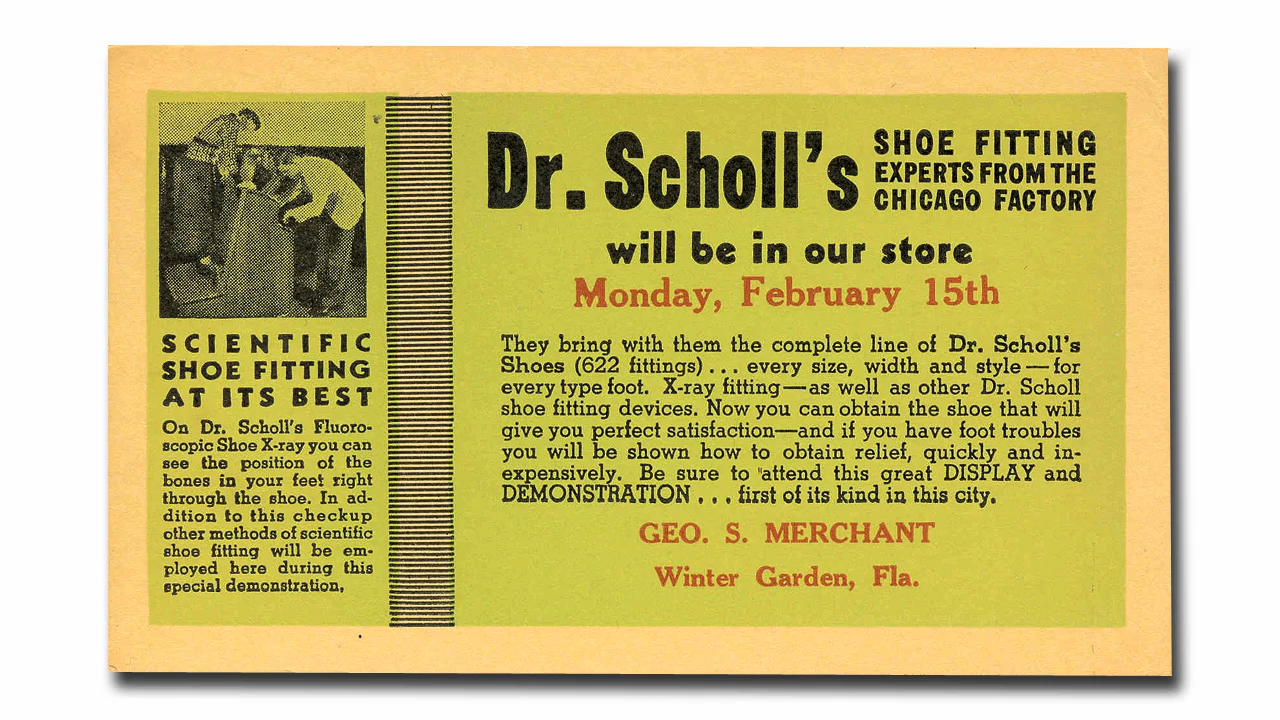 SCIENTIFIC
SHOE FITTING
AT ITS BEST
On Dr. Scholl's Fluoro-
scopic Shoe X-ray you can
see the position of the
bones in your feet right
through the shoe. In ad-
dition to this checkup
other methods of scientific
shoe fitting will be em-
ployed here during this
special demonstration,
Dr. Scholl's
SHOE FITTING
EXPERTS FROM THE
CHICAGO FACTORY
will be in our store
Monday, February 15th
They bring with them the complete line of Dr. Scholl's
Shoes (622 fittings) . . . every size, width and style—for
every type foot. X-ray fitting—as well as other Dr. Scholl
shoe fitting devices. Now you can obtain the shoe that will
give you perfect satisfaction—and if you have foot troubles
you will be shown how to obtain relief, quickly and in-
expensively. Be sure to attend this great DISPLAY and
DEMONSTRATION . . . first of its kind in this city.
GEO. S. MERCHANT
Winter Garden, Fla.